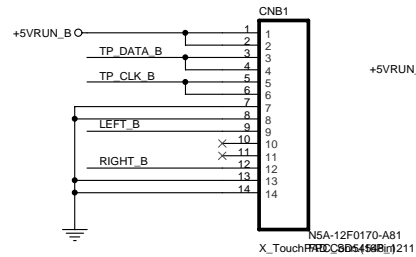 CNB1
+5VRUN_B
1 1
2 2
TP_DATA_B 3 3
4 4
TP_CLK_B 5 5
6 6
+5VRUN_
7 7
8 8
LEFT_B 9 9
10 10
11 11
RIGHT_B 12 12
13 13
14 14
N5A-12F0170-A81